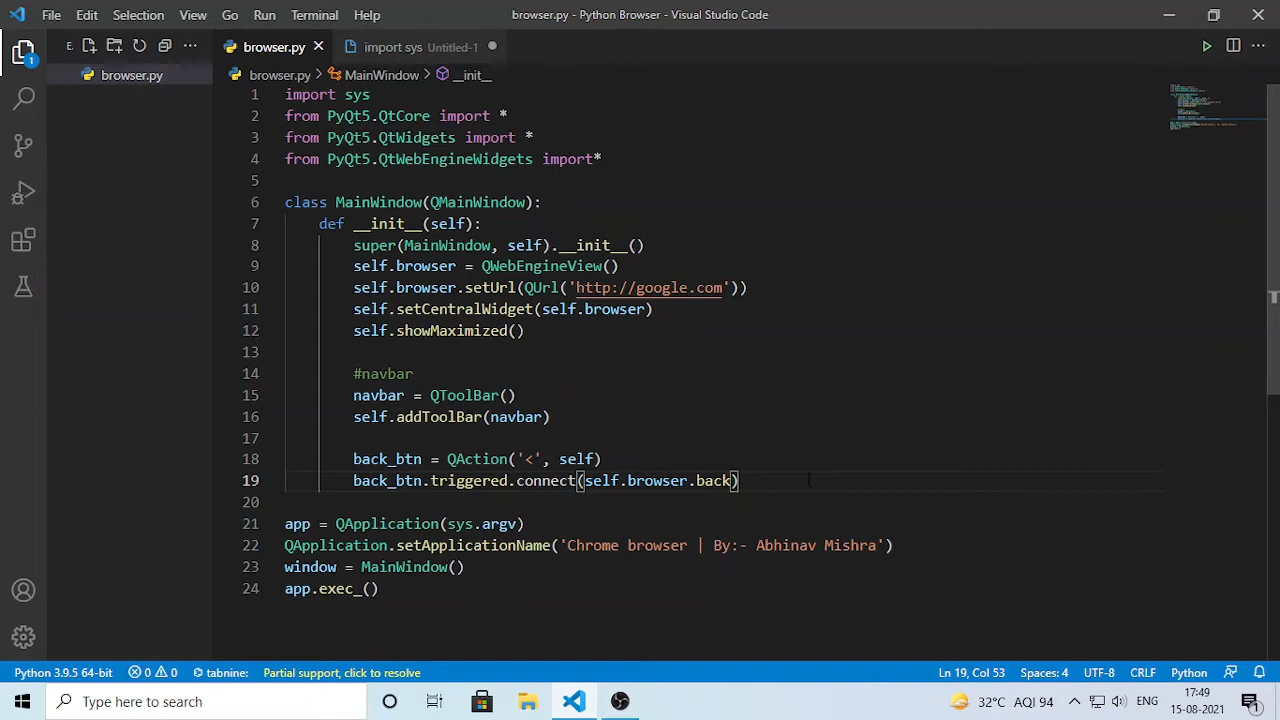 File Edit Selection View Go Run Terminal Help browser.py - Python Browser - Visual Studio Code
E. browser.py import sys Untitled-1
browser.py browser.py > MainWindow > __init__
1 import sys
2 from PyQt5.QtCore import *
3 from PyQt5.QtWidgets import *
4 from PyQt5.QtWebEngineWidgets import*
5
6 class MainWindow(QMainWindow):
7 def __init__(self):
8 super(MainWindow, self).__init__()
9 self.browser = QWebEngineView()
10 self.browser.setUrl(QUrl('http://google.com'))
11 self.setCentralWidget(self.browser)
12 self.showMaximized()
13
14 #navbar
15 navbar = QToolBar()
16 self.addToolBar(navbar)
17
18 back_btn = QAction('<', self)
19 back_btn.triggered.connect(self.browser.back)
20
21 app = QApplication(sys.argv)
22 QApplication.setApplicationName('Chrome browser | By:- Abhinav Mishra')
23 window = MainWindow()
24 app.exec_()
1
Python 3.9.5 64-bit 0 0 tabnine: Partial support, click to resolve Ln 19, Col 53 Spaces: 4 UTF-8 CRLF Python
Type here to search 32°C AQI 94 ENG 17:49
15-08-2021 1